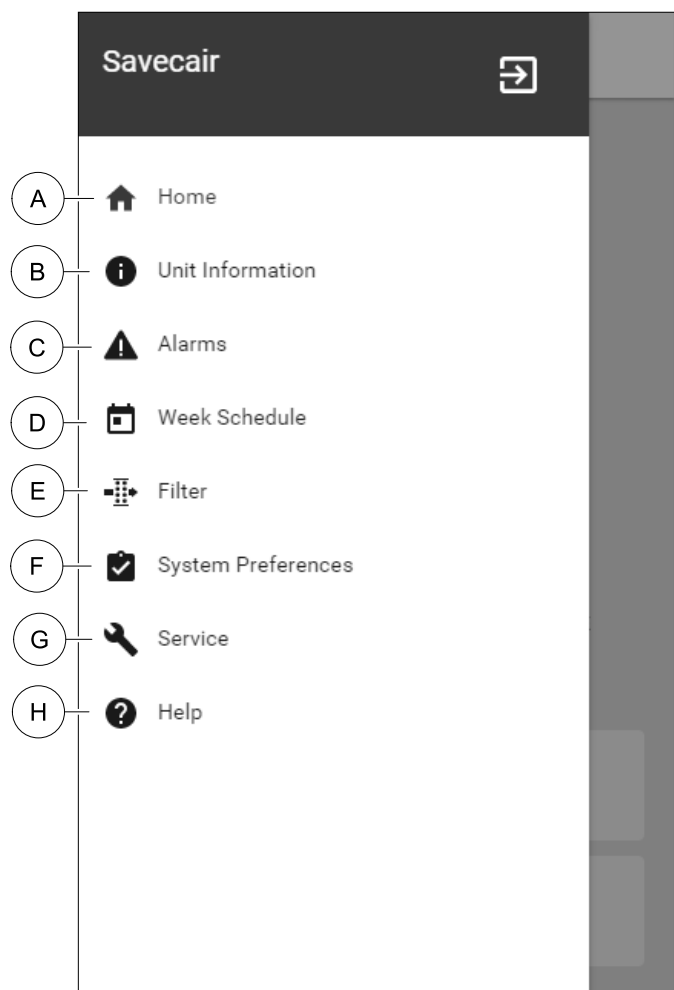 Savecair
A Home
B Unit Information
C Alarms
D Week Schedule
E Filter
F System Preferences
G Service
H Help